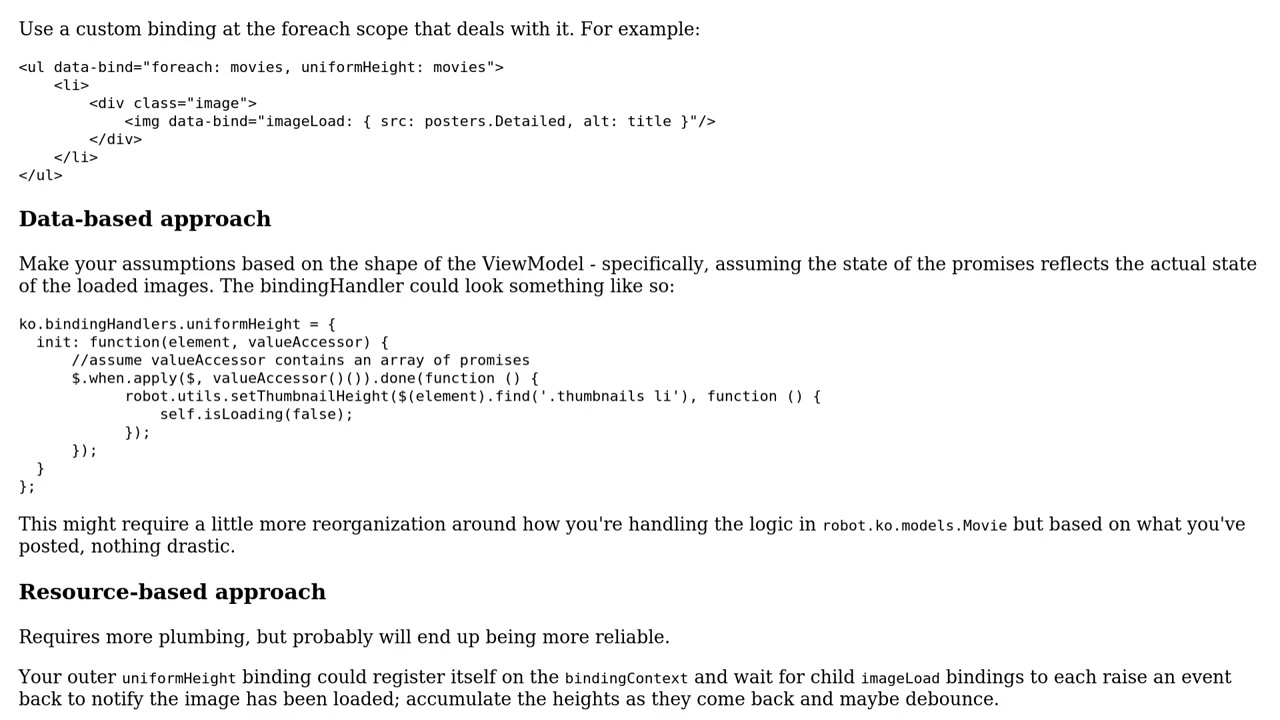 Use a custom binding at the foreach scope that deals with it. For example:
<ul data-bind="foreach: movies, uniformHeight: movies">
    <li>
        <div class="image">
            <img data-bind="imageLoad: { src: posters.Detailed, alt: title }"/>
        </div>
    </li>
</ul>
Data-based approach
Make your assumptions based on the shape of the ViewModel - specifically, assuming the state of the promises reflects the actual state
of the loaded images. The bindingHandler could look something like so:
ko.bindingHandlers.uniformHeight = {
  init: function(element, valueAccessor) {
      //assume valueAccessor contains an array of promises
      $.when.apply($, valueAccessor()()).done(function () {
            robot.utils.setThumbnailHeight($(element).find('.thumbnails li'), function () {
                self.isLoading(false);
            });
      });
  }
};
This might require a little more reorganization around how you're handling the logic in robot.ko.models.Movie but based on what you've
posted, nothing drastic.
Resource-based approach
Requires more plumbing, but probably will end up being more reliable.
Your outer uniformHeight binding could register itself on the bindingContext and wait for child imageLoad bindings to each raise an event
back to notify the image has been loaded; accumulate the heights as they come back and maybe debounce.